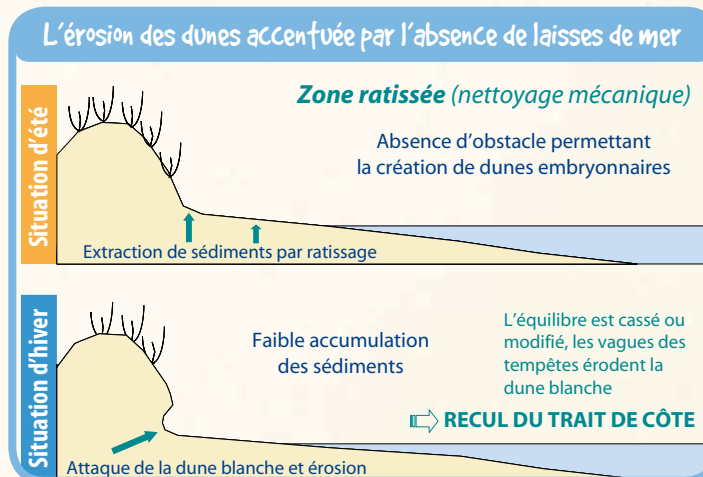 L'érosion des dunes accentuée par l'absence de laisses de mer
Situation d'été
Zone ratissée (nettoyage mécanique)
Absence d'obstacle permettant
la création de dunes embryonnaires
Extraction de sédiments par ratissage
Situation d'hiver
Faible accumulation
des sédiments
L'équilibre est cassé ou
modifié, les vagues des
tempêtes érodent la
dune blanche
RECUL DU TRAIT DE CÔTE
Attaque de la dune blanche et érosion